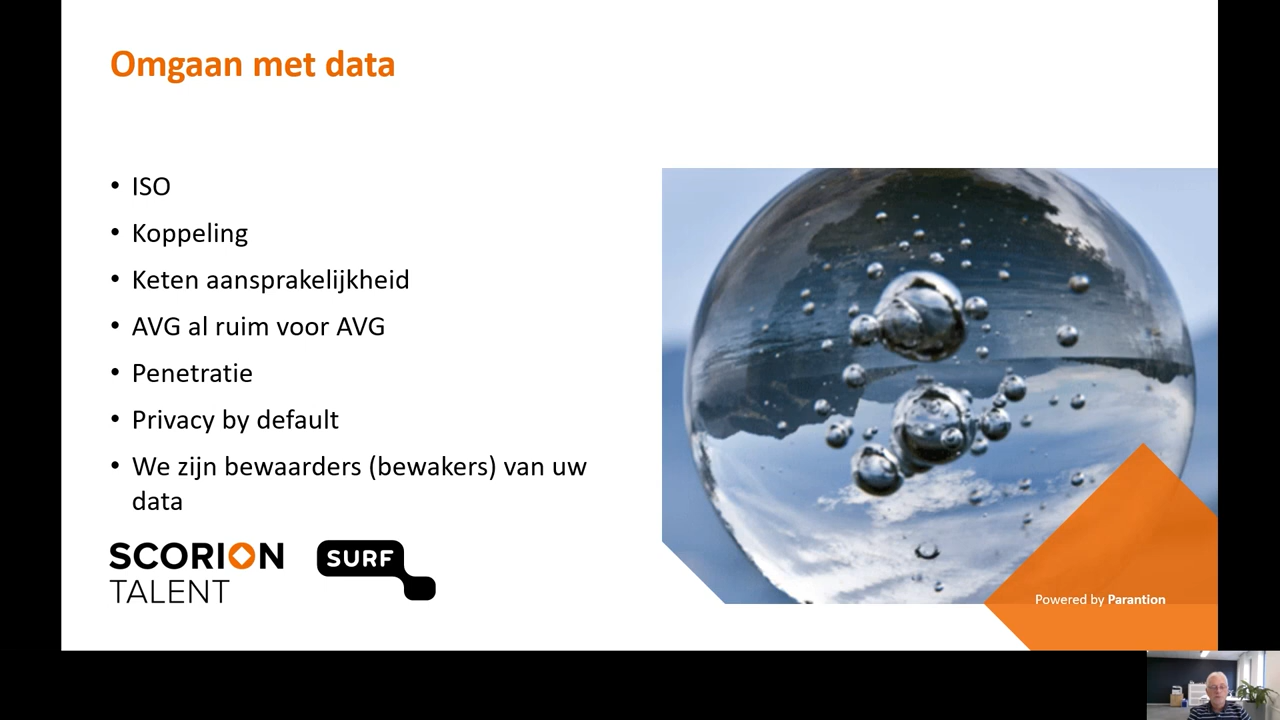 Omgaan met data
• ISO
• Koppeling
• Keten aansprakelijkheid
• AVG al ruim voor AVG
• Penetratie
• Privacy by default
• We zijn bewaarders (bewakers) van uw
data
SCORION
TALENT
SURF
Powered by Parantion